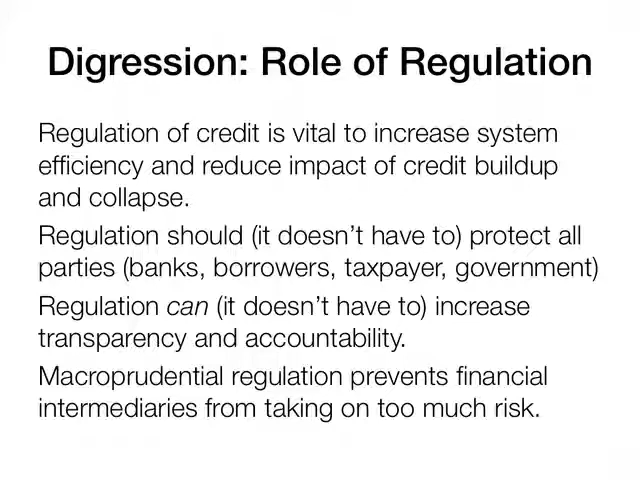 Digression: Role of Regulation
Regulation of credit is vital to increase system
efficiency and reduce impact of credit buildup
and collapse.
Regulation should (it doesn’t have to) protect all
parties (banks, borrowers, taxpayer, government)
Regulation can (it doesn’t have to) increase
transparency and accountability.
Macroprudential regulation prevents financial
intermediaries from taking on too much risk.